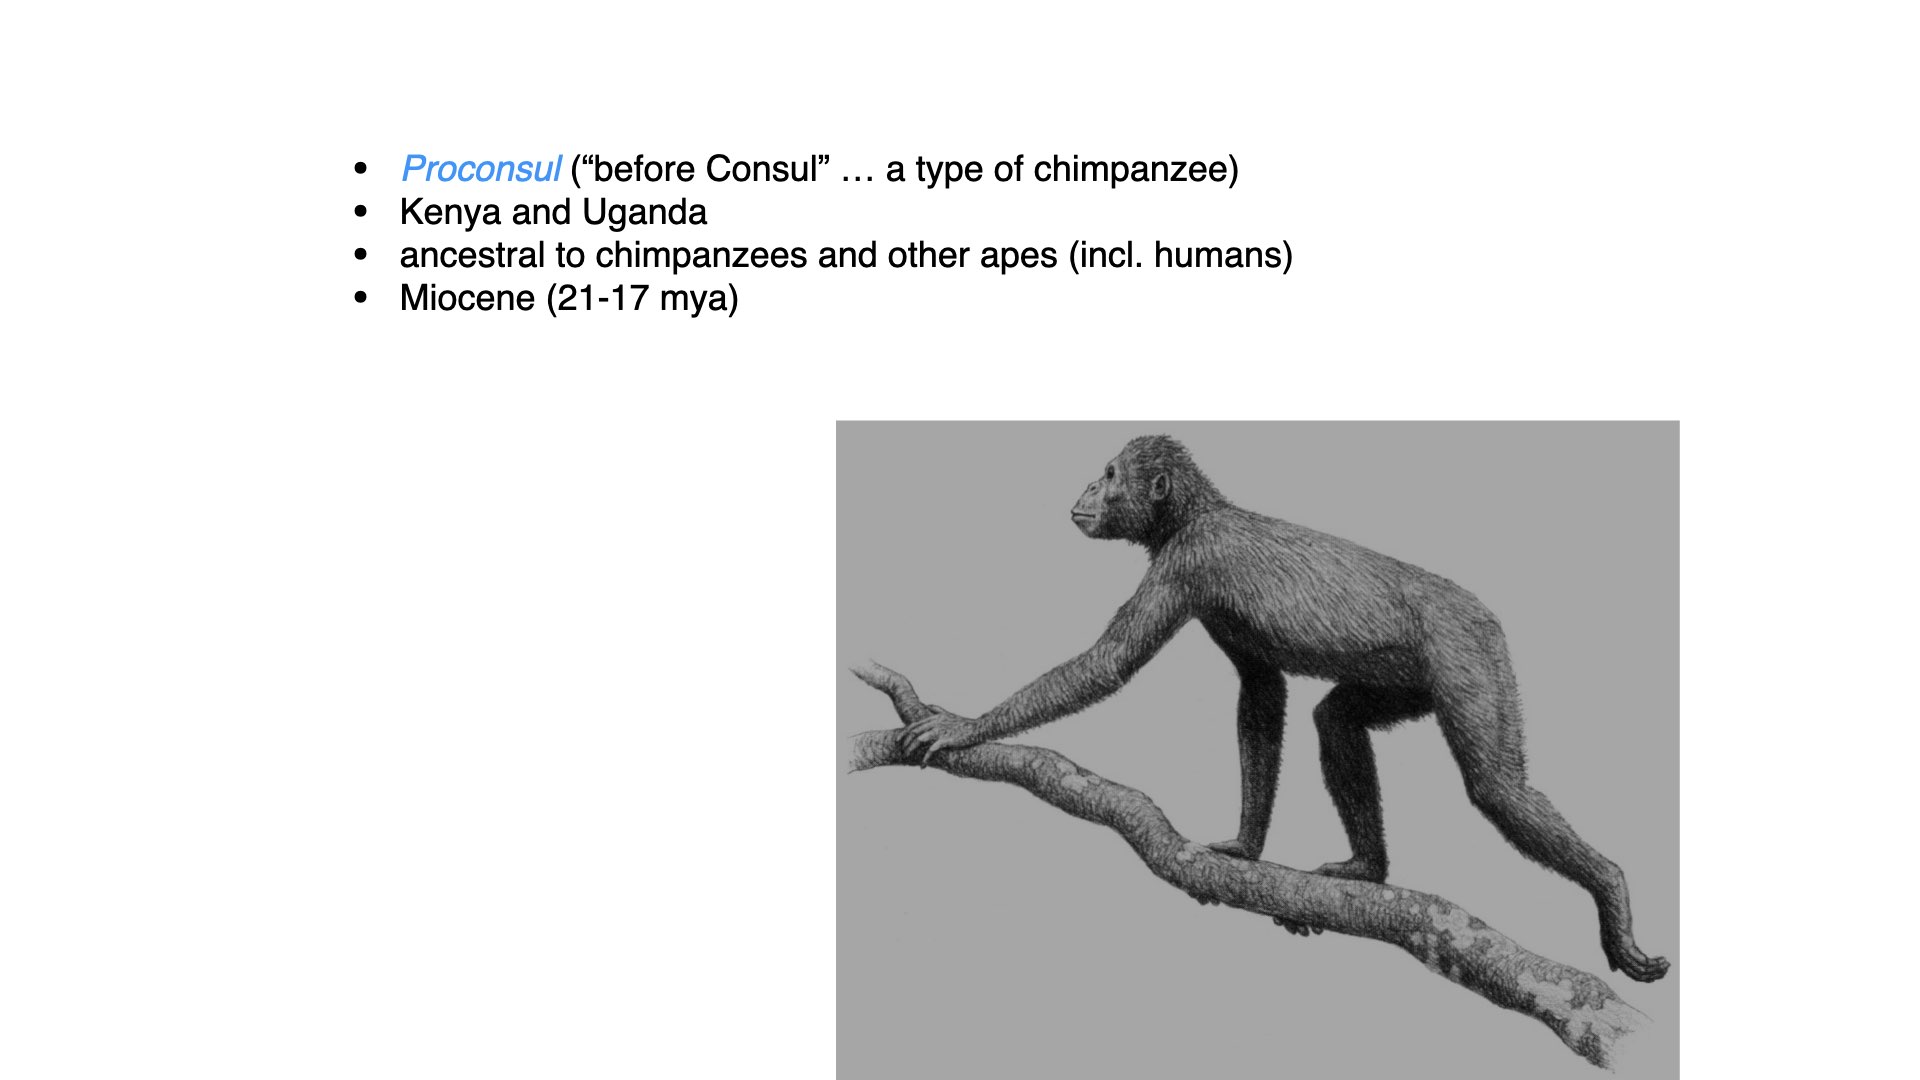 • Proconsul (“before Consul” … a type of chimpanzee)
• Kenya and Uganda
• ancestral to chimpanzees and other apes (incl. humans)
• Miocene (21-17 mya)